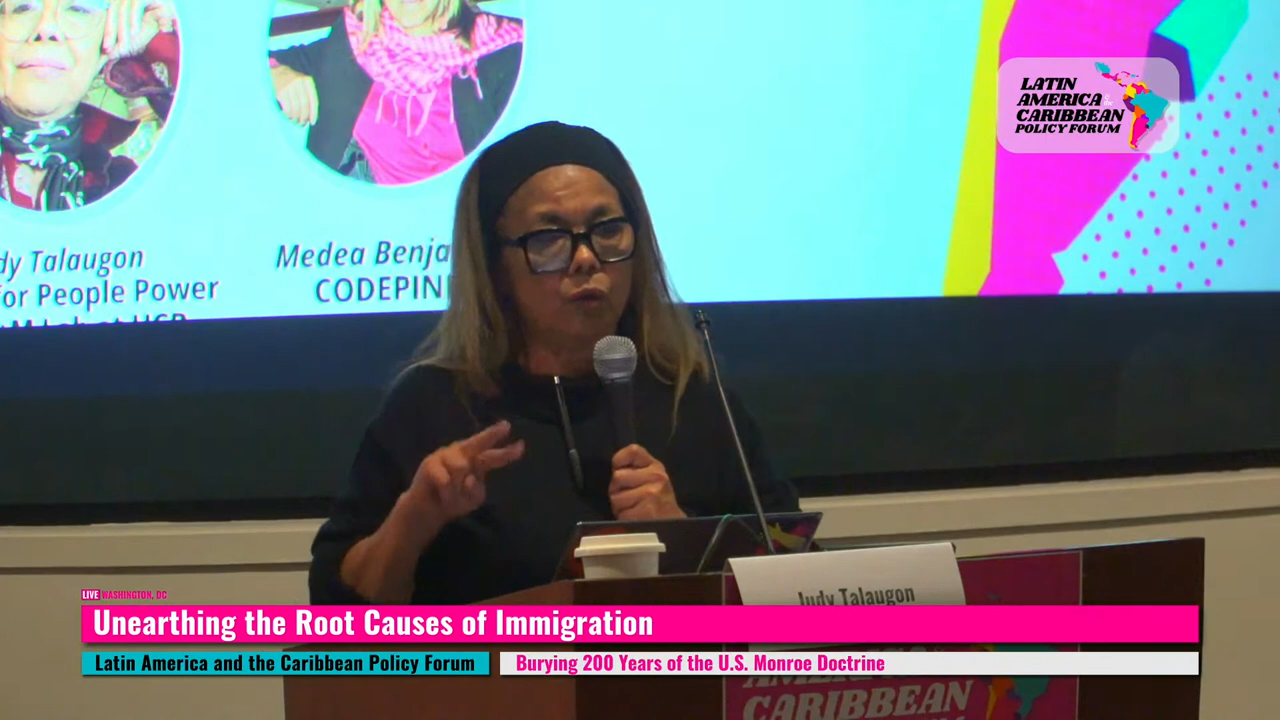 LATIN
AMERICA & the
CARIBBEAN
POLICY FORUM
dy Talaugon
for People Power
Medea Benja
CODEPIN
Judy Talaugon
LIVE WASHINGTON, DC
Unearthing the Root Causes of Immigration
Latin America and the Caribbean Policy Forum
Burying 200 Years of the U.S. Monroe Doctrine
CARIBBEAN